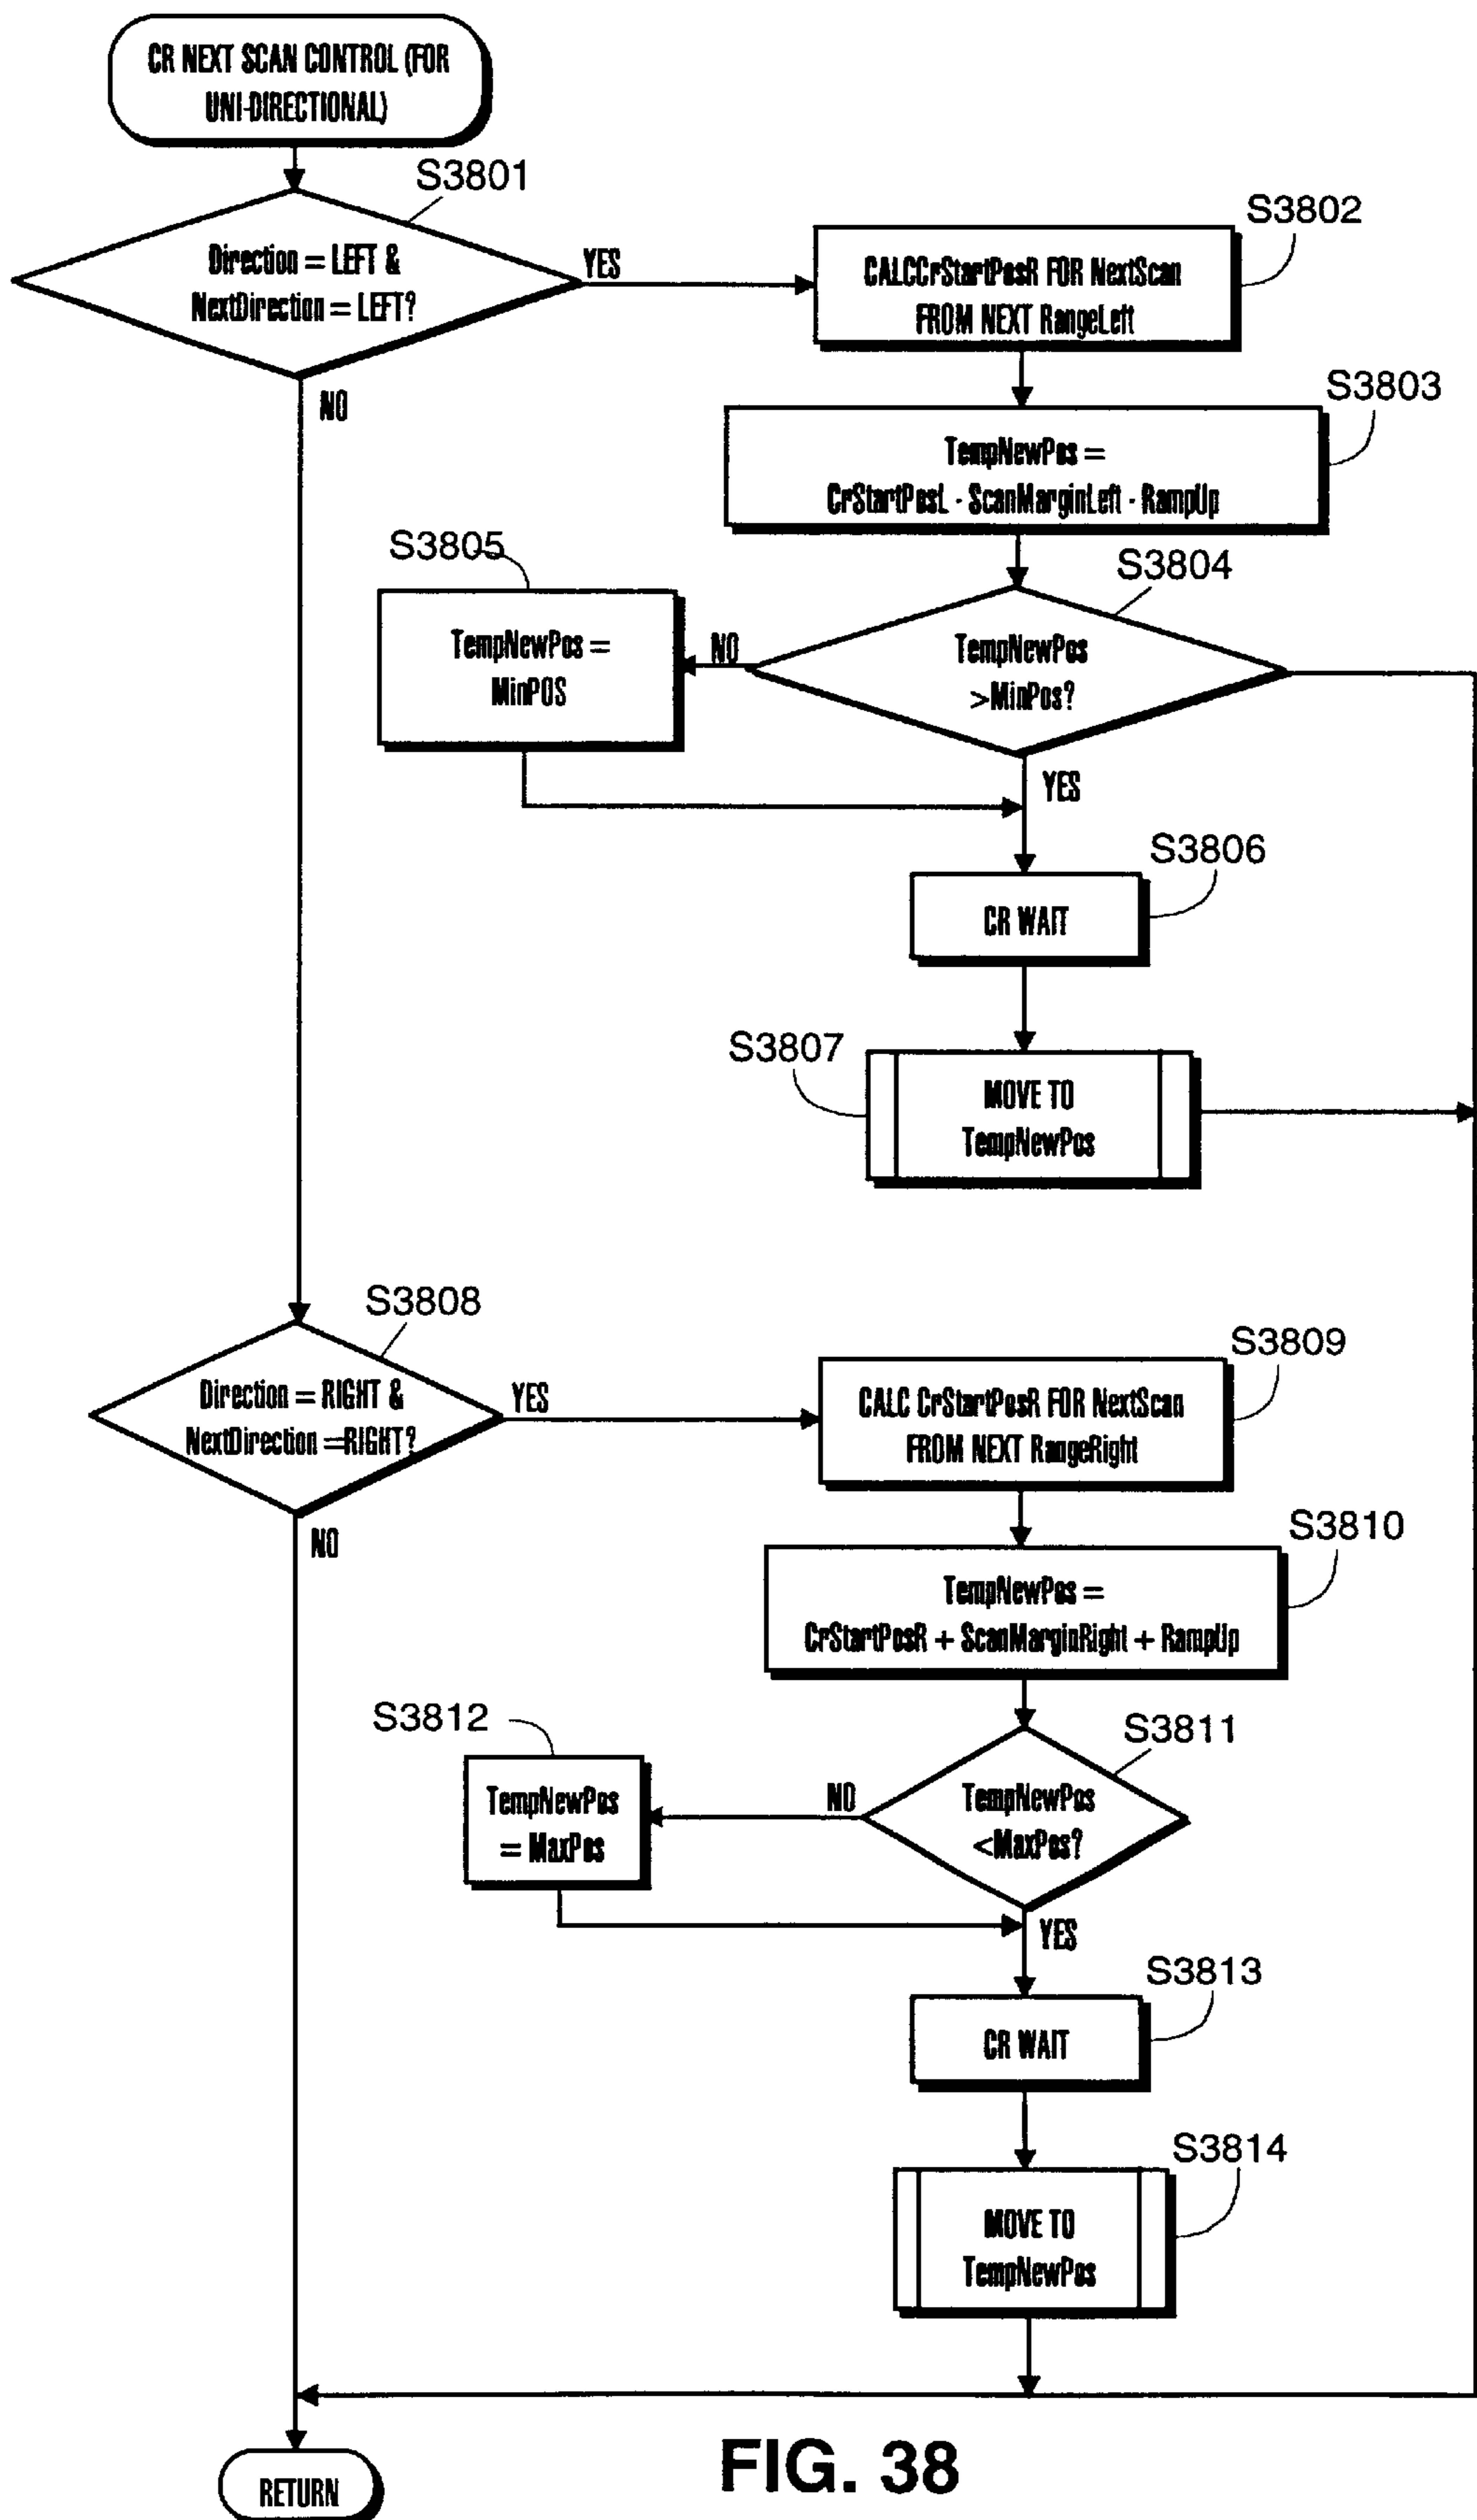 CR NEXT SCAN CONTROL (FOR
UNI-DIRECTIONAL)
S3801
Direction = LEFT &
NextDirection = LEFT?
YES
NO
S3802
CALCCrStartPosR FOR NextScan
FROM NEXT RangeLeft
S3803
TempNewPos =
CrStartPosL - ScanMarginLeft - RampUp
S3804
TempNewPos
>MinPos?
NO
YES
S3805
TempNewPos =
MinPOS
S3806
CR WAIT
S3807
MOVE TO
TempNewPos
S3808
Direction = RIGHT &
NextDirection =RIGHT?
YES
NO
S3809
CALC CrStartPosR FOR NextScan
FROM NEXT RangeRight
S3810
TempNewPos =
CrStartPosR + ScanMarginRight + RampUp
S3811
TempNewPos
<MaxPos?
NO
YES
S3812
TempNewPos
= MaxPos
S3813
CR WAIT
S3814
MOVE TO
TempNewPos
RETURN
FIG. 38